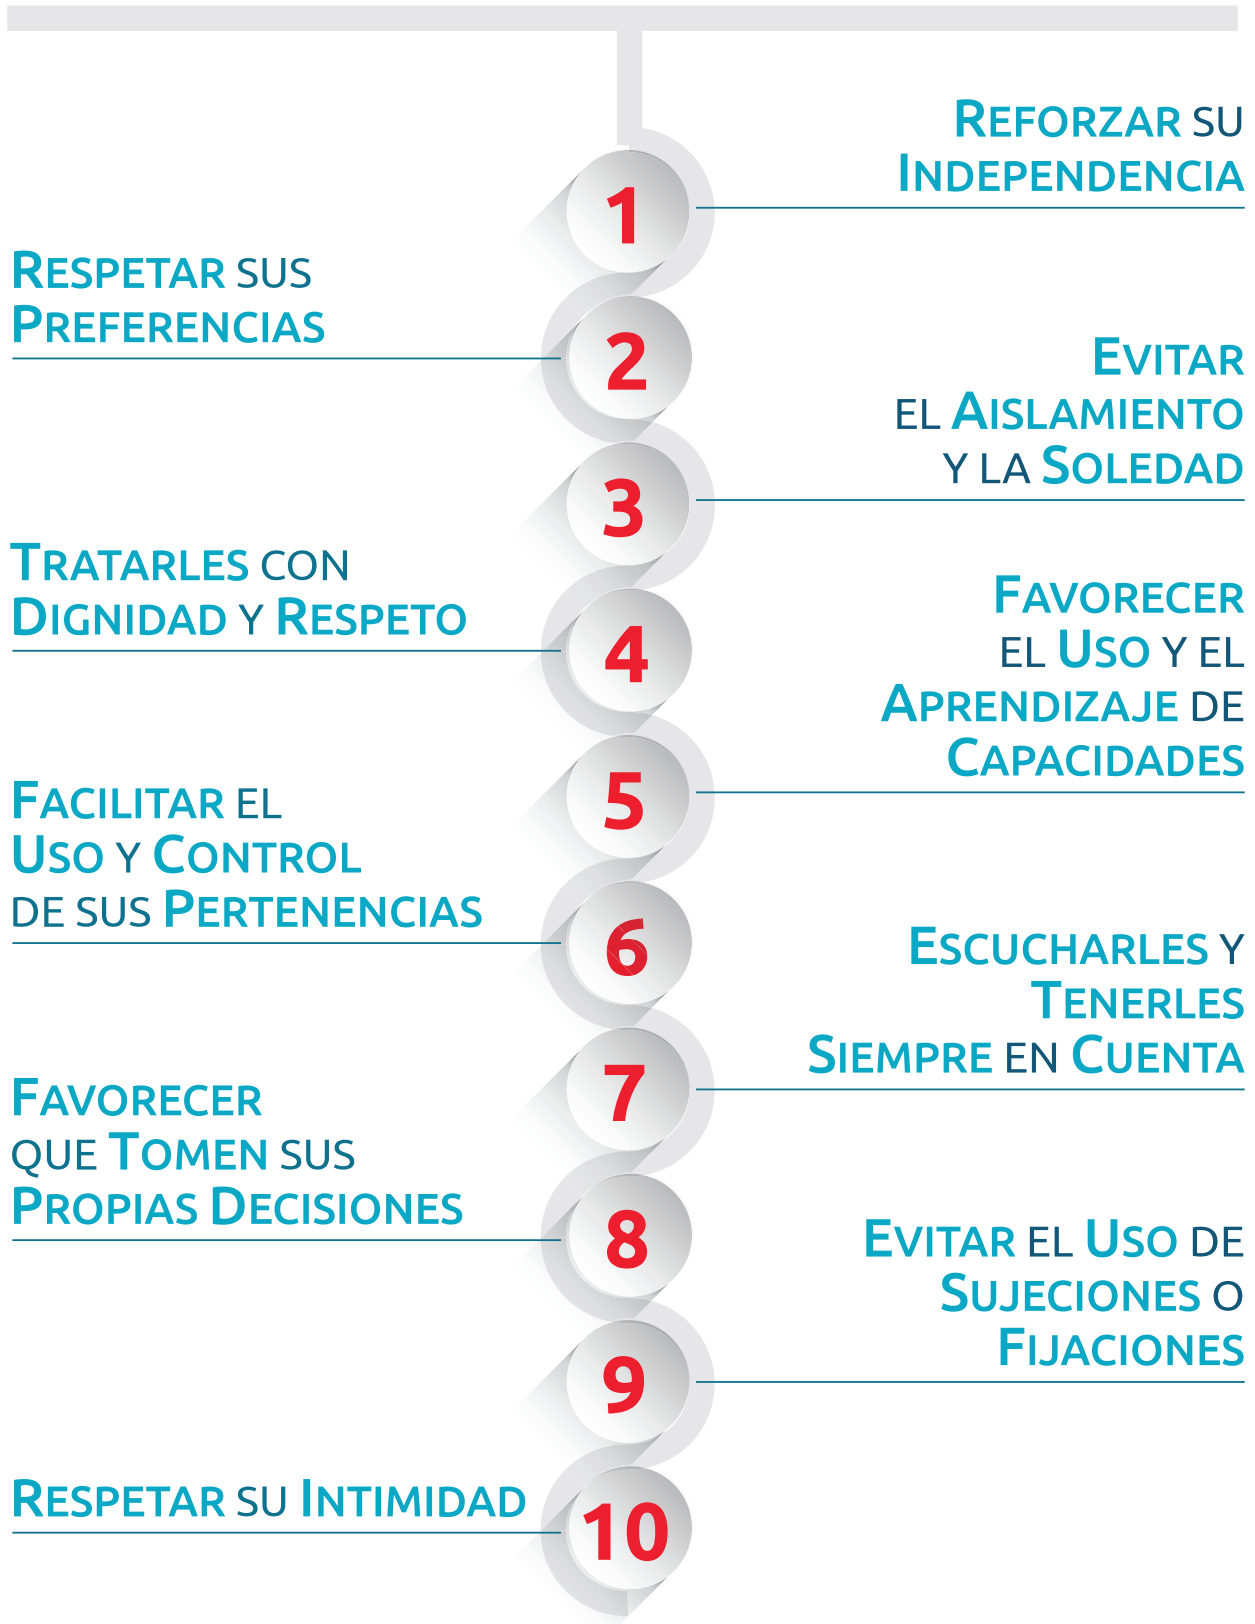 1
REFORZAR SU
INDEPENDENCIA
2
RESPETAR SUS
PREFERENCIAS
3
EVITAR
EL AISLAMIENTO
Y LA SOLEDAD
4
TRATARLES CON
DIGNIDAD Y RESPETO
5
FAVORECER
EL USO Y EL
APRENDIZAJE DE
CAPACIDADES
6
FACILITAR EL
USO Y CONTROL
DE SUS PERTENENCIAS
7
ESCUCHARLES Y
TENERLES
SIEMPRE EN CUENTA
8
FAVORECER
QUE TOMEN SUS
PROPIAS DECISIONES
9
EVITAR EL USO DE
SUJECIONES O
FIJACIONES
10
RESPETAR SU INTIMIDAD